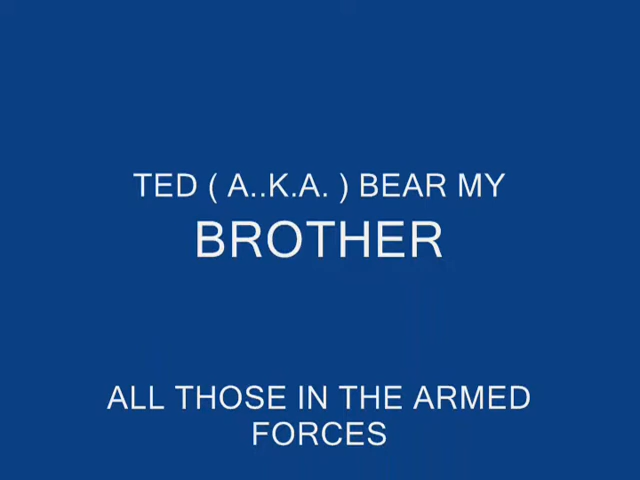 TED ( A..K.A. ) BEAR MY
BROTHER
ALL THOSE IN THE ARMED
FORCES